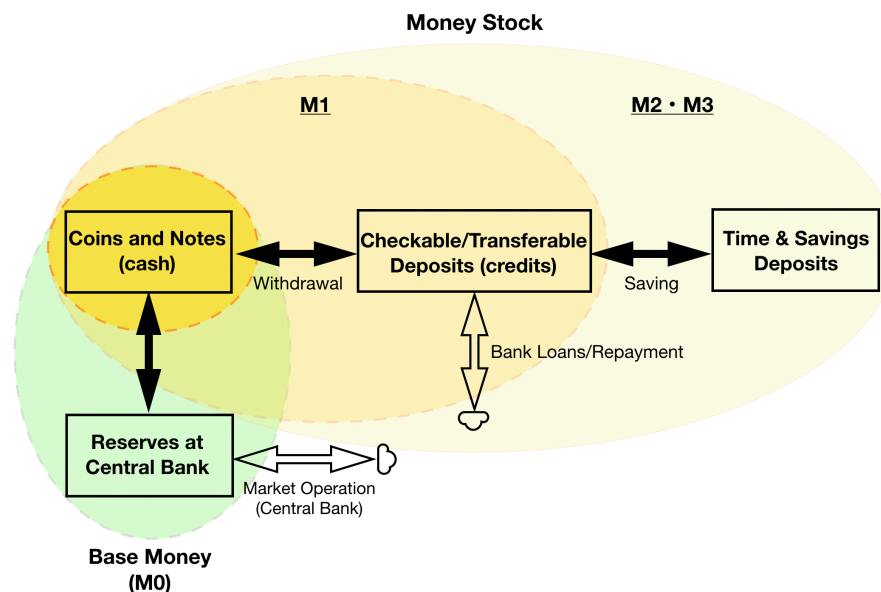 Money Stock
M1
M2・M3
Coins and Notes
(cash)
Checkable/Transferable
Deposits (credits)
Time & Savings
Deposits
Withdrawal
Saving
Bank Loans/Repayment
Reserves at
Central Bank
Market Operation
(Central Bank)
Base Money
(M0)